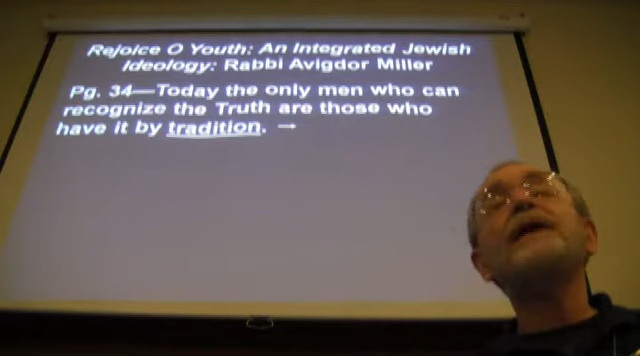 Rejoice O Youth: An Integrated Jewish
Ideology: Rabbi Avigdor Miller
Pg. 34—Today the only men who can
recognize the Truth are those who
have it by tradition. →